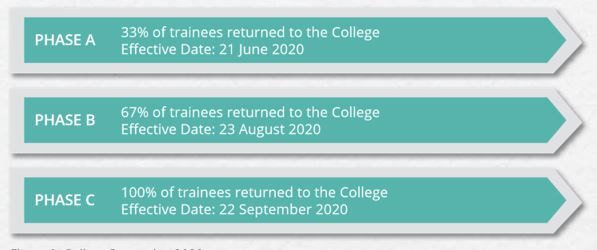 PHASE A
33% of trainees returned to the College
Effective Date: 21 June 2020
PHASE B
67% of trainees returned to the College
Effective Date: 23 August 2020
PHASE C
100% of trainees returned to the College
Effective Date: 22 September 2020